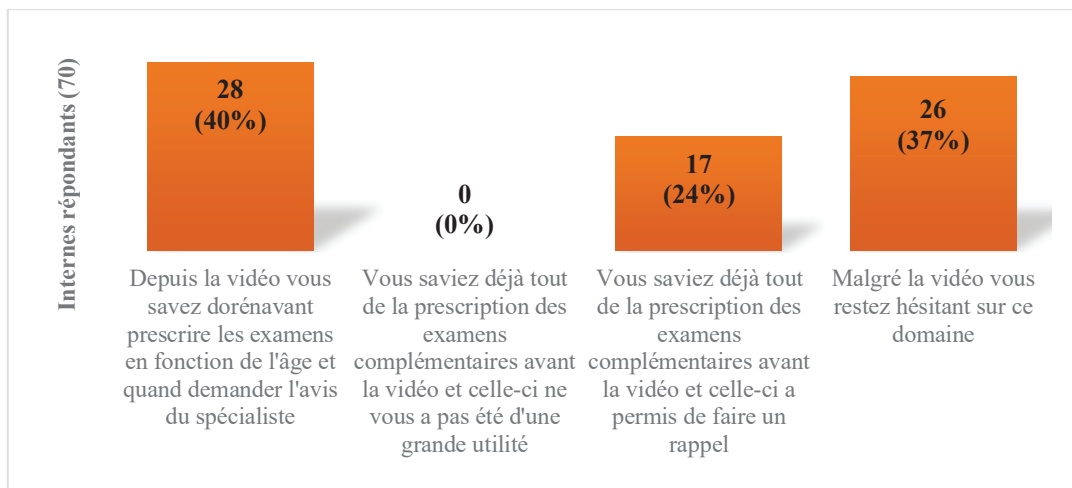 Internes répondants (70)
28
(40%)
0
(0%)
17
(24%)
26
(37%)
Depuis la vidéo vous
savez dorénavant
prescrire les examens
en fonction de l'âge et
quand demander l'avis
du spécialiste
Vous saviez déjà tout
de la prescription des
examens
complémentaires avant
la vidéo et celle-ci ne
vous a pas été d'une
grande utilité
Vous saviez déjà tout
de la prescription des
examens
complémentaires avant
la vidéo et celle-ci a
permis de faire un
rappel
Malgré la vidéo vous
restez hésitant sur ce
domaine